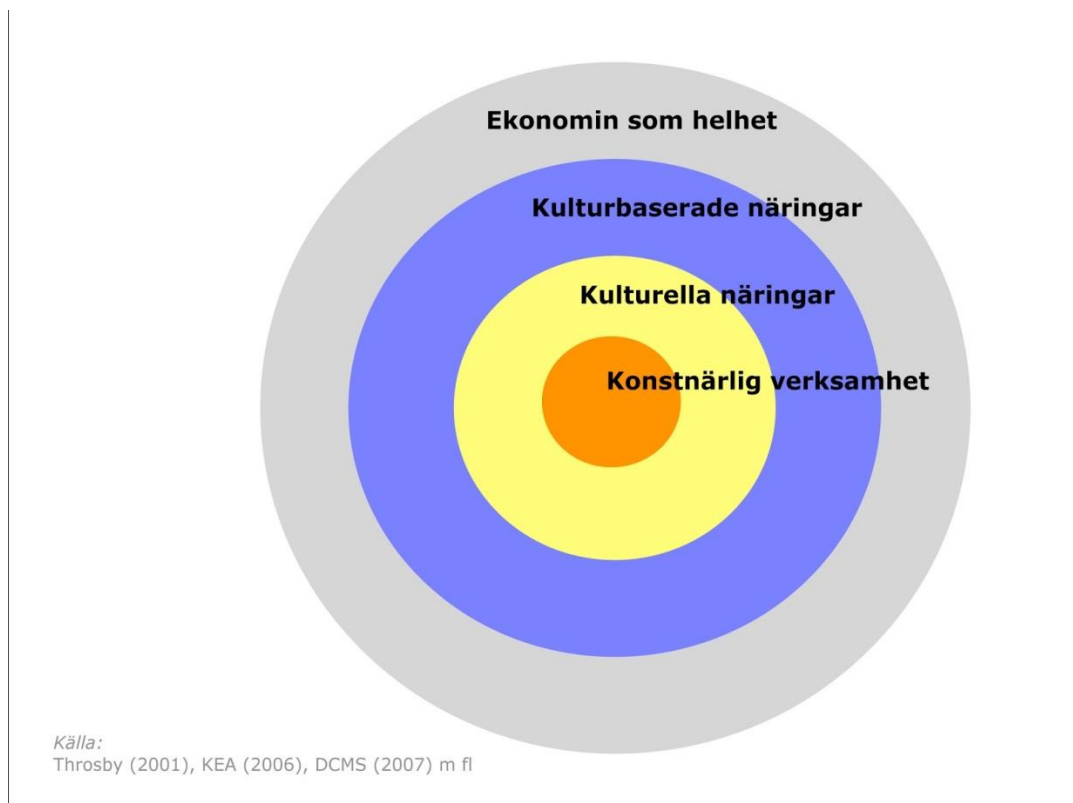 Ekonomin som helhet
Kulturbaserade näringar
Kulturella näringar
Konstnärlig verksamhet
Källa:
Throsby (2001), KEA (2006), DCMS (2007) m fl